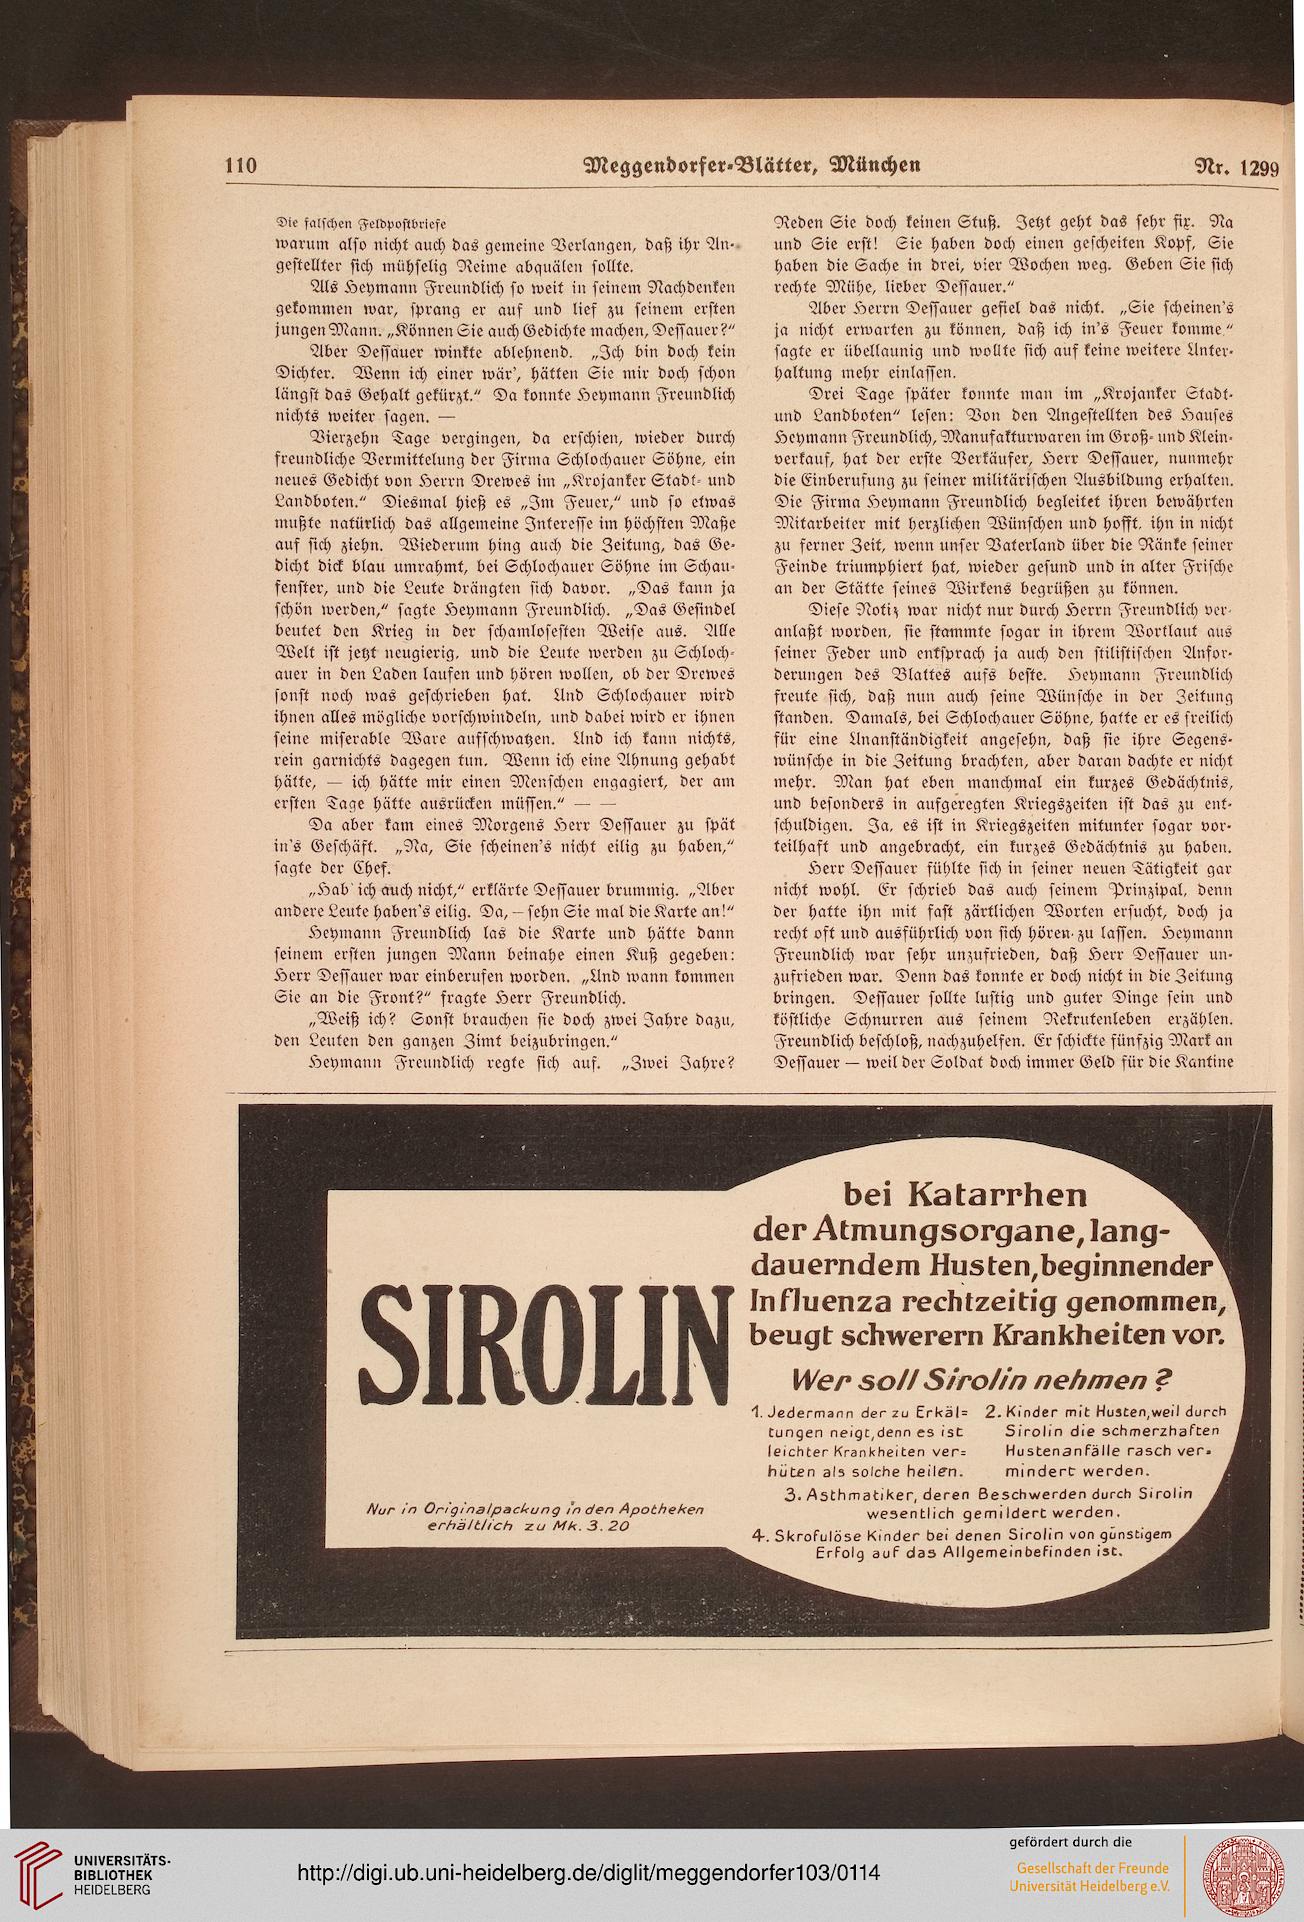 110
Meggendorfer-Blätter, München
Nr. 1299
Die falschen Feldpostbriefe
warum also nicht auch das gemeine Verlangen, daß ihr An-
gestellter sich mühselig Reime abquälen sollte.
Als Heymann Freundlich so weit in seinem Nachdenken
gekommen war, sprang er auf und lief zu seinem ersten
jungen Mann. „Können Sie auch Gedichte machen, Dessauer?"
Aber Dessauer winkte ablehnend. „Ich bin doch kein
Dichter. Wenn ich einer wär', hätten Sie mir doch schon
längst das Gehalt gekürzt." Da konnte Heymann Freundlich
nichts weiter sagen. —
Vierzehn Tage vergingen, da erschien, wieder durch
freundliche Vermittelung der Firma Schlochauer Söhne, ein
neues Gedicht von Herrn Drewes im „Krojanker Stadt- und
Landboten." Diesmal hieß es „Im Feuer," und so etwas
mußte natürlich das allgemeine Interesse im höchsten Maße
auf sich ziehn. Wiederum hing auch die Zeitung, das Ge-
dicht dick blau umrahmt, bei Schlochauer Söhne im Schau-
fenster, und die Leute drängten sich davor. „Das kann ja
schön werden," sagte Heymann Freundlich. „Das Gesindel
beutet den Krieg in der schamlosesten Weise aus. Alle
Welt ist jetzt neugierig, und die Leute werden zu Schloch-
auer in den Laden laufen und hören wollen, ob der Drewes
sonst noch was geschrieben hat. Und Schlochauer wird
ihnen alles mögliche vorschwindeln, und dabei wird er ihnen
seine miserable Ware aufschwatzen. Und ich kann nichts,
rein garnichts dagegen tun. Wenn ich eine Ahnung gehabt
hätte, — ich hätte mir einen Menschen engagiert, der am
ersten Tage hätte ausrücken müssen." — —
Da aber kam eines Morgens Herr Dessauer zu spät
in's Geschäft. „Na, Sie scheinen's nicht eilig zu haben,"
sagte der Chef.
„Hab' ich auch nicht," erklärte Dessauer brummig. „Aber
andere Leute haben's eilig. Da, – sehn Sie mal die Karte an!"
Heymann Freundlich las die Karte und hätte dann
seinem ersten jungen Mann beinahe einen Kuß gegeben:
Herr Dessauer war einberufen worden. „Und wann kommen
Sie an die Front?" fragte Herr Freundlich.
„Weiß ich? Sonst brauchen sie doch zwei Jahre dazu,
den Leuten den ganzen Zimt beizubringen."
Heymann Freundlich regte sich auf. „Zwei Jahre?
Reden Sie doch keinen Stuß. Jetzt geht das sehr fix. Na
und Sie erst! Sie haben doch einen gescheiten Kopf, Sie
haben die Sache in drei, vier Wochen weg. Geben Sie sich
rechte Mühe, lieber Dessauer."
Aber Herrn Dessauer gefiel das nicht. „Sie scheinen's
ja nicht erwarten zu können, daß ich in's Feuer komme,"
sagte er übellaunig und wollte sich auf keine weitere Unter-
haltung mehr einlassen.
Drei Tage später konnte man im „Krojanker Stadt-
und Landboten" lesen: Von den Angestellten des Hauses
Heymann Freundlich, Manufakturwaren im Groß- und Klein-
verkauf, hat der erste Verkäufer, Herr Dessauer, nunmehr
die Einberufung zu seiner militärischen Ausbildung erhalten.
Die Firma Heymann Freundlich begleitet ihren bewährten
Mitarbeiter mit herzlichen Wünschen und hofft, ihn in nicht
zu ferner Zeit, wenn unser Vaterland über die Ränke seiner
Feinde triumphiert hat, wieder gesund und in alter Frische
an der Stätte seines Wirkens begrüßen zu können.
Diese Notiz war nicht nur durch Herrn Freundlich ver-
anlaßt worden, sie stammte sogar in ihrem Wortlaut aus
seiner Feder und entsprach ja auch den stilistischen Anfor-
derungen des Blattes aufs beste. Heymann Freundlich
freute sich, daß nun auch seine Wünsche in der Zeitung
standen. Damals, bei Schlochauer Söhne, hatte er es freilich
für eine Unanständigkeit angesehn, daß sie ihre Segens-
wünsche in die Zeitung brachten, aber daran dachte er nicht
mehr. Man hat eben manchmal ein kurzes Gedächtnis,
und besonders in aufgeregten Kriegszeiten ist das zu ent-
schuldigen. Ja, es ist in Kriegszeiten mitunter sogar vor-
teilhaft und angebracht, ein kurzes Gedächtnis zu haben.
Herr Dessauer fühlte sich in seiner neuen Tätigkeit gar
nicht wohl. Er schrieb das auch seinem Prinzipal, denn
der hatte ihn mit fast zärtlichen Worten ersucht, doch ja
recht oft und ausführlich von sich hören zu lassen. Heymann
Freundlich war sehr unzufrieden, daß Herr Dessauer un-
zufrieden war. Denn das konnte er doch nicht in die Zeitung
bringen. Dessauer sollte lustig und guter Dinge sein und
köstliche Schnurren aus seinem Rekrutenleben erzählen.
Freundlich beschloß, nachzuhelfen. Er schickte fünfzig Mark an
Dessauer — weil der Soldat doch immer Geld für die Kantine
SIROLIN
Nur in Originalpackung in den Apotheken
erhältlich zu Mk. 3.20
bei Katarrhen
der Atmungsorgane, lang-
dauerndem Husten, beginnender
Influenza rechtzeitig genommen,
beugt schwerern Krankheiten vor.
Wer soll Sirolin nehmen?
1. Jedermann der zu Erkäl=
tungen neigt, denn es ist
leichter Krankheiten ver=
hüten als solche heilen.
2. Kinder mit Husten, weil durch
Sirolin die schmerzhaften
Hustenanfälle rasch ver=
mindert werden.
3. Asthmatiker, deren Beschwerden durch Sirolin
wesentlich gemildert werden.
4. Skrofulöse Kinder bei denen Sirolin von günstigem
Erfolg auf das Allgemeinbefinden ist.
UNIVERSITÄTS-
BIBLIOTHEK
HEIDELBERG
http://digi.ub.uni-heidelberg.de/diglit/meggendorfer103/0114
gefördert durch die
Gesellschaft der Freunde
Universität Heidelberg e.V.